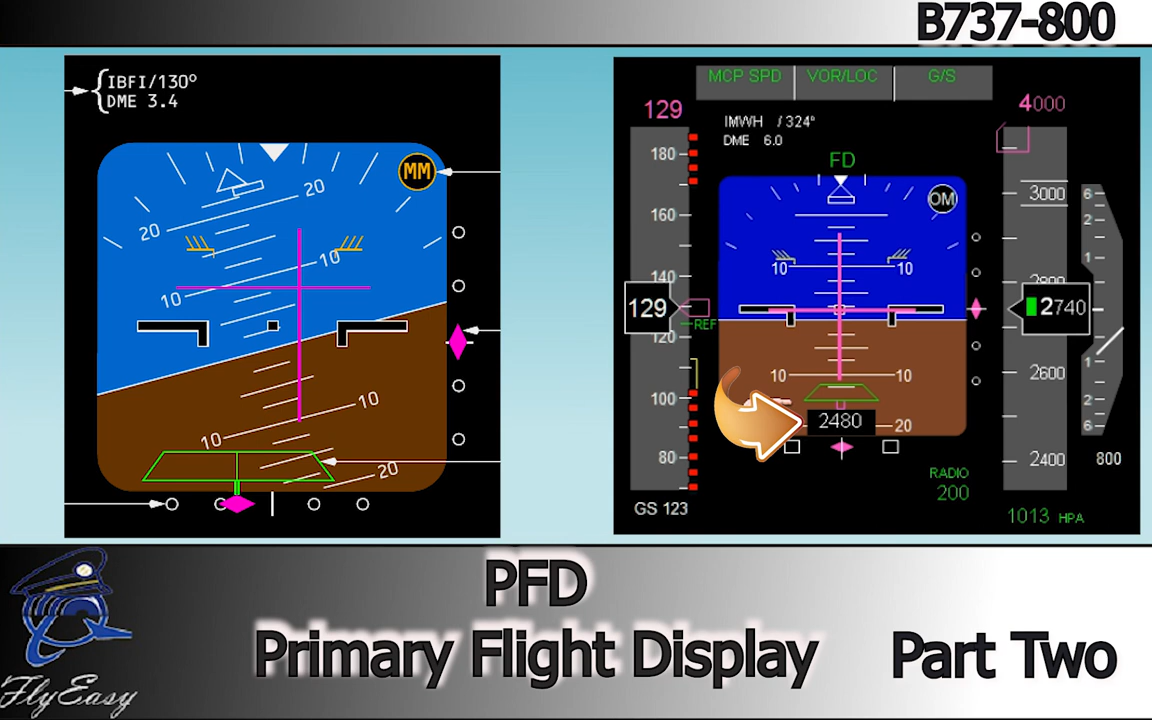 B737-800
IBFI/130°
DME 3.4
MM
20
20
10
10
10
10
20
MCP SPD VOR/LOC G/S
129
4000
IMWH / 324°
DME 6.0
FD
OM
180
160
140
129
REF
120
100
80
GS 123
10 10
10 10
20
2480
3000
2800
2740
2600
2400
6
2
1
1
2
6
800
RADIO
200
1013 HPA
PFD
Primary Flight Display Part Two
FlyEasy